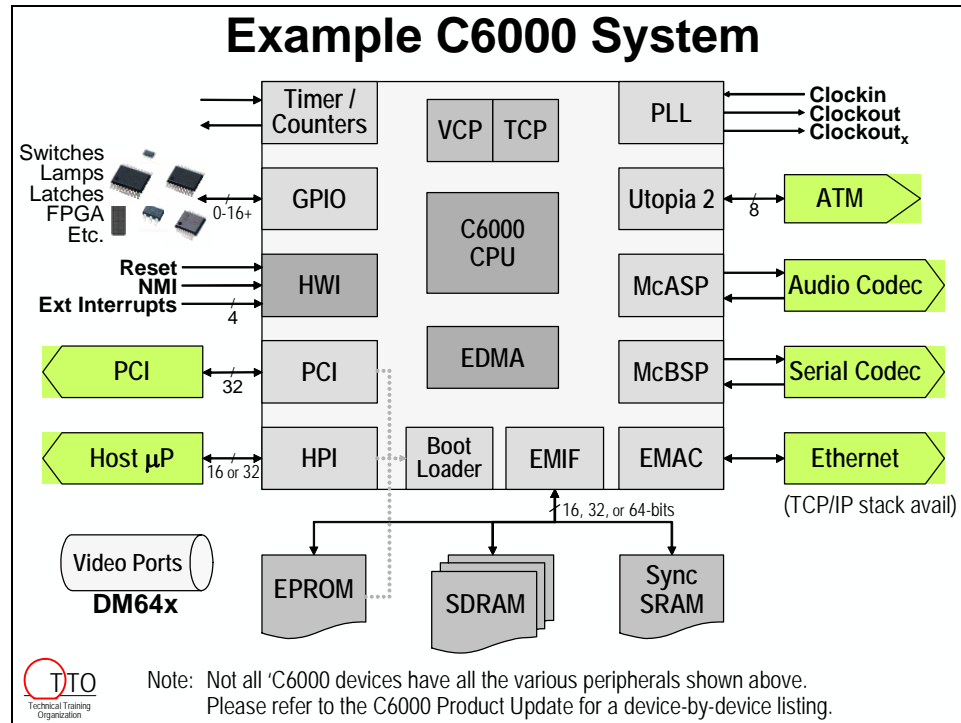 Example C6000 System
Timer /
Counters
VCP
TCP
PLL
Clockin
Clockout
Clockoutx
Switches
Lamps
Latches
FPGA
Etc.
0-16+
GPIO
C6000
CPU
Utopia 2
8
ATM
Reset
NMI
Ext Interrupts
4
HWI
McASP
Audio Codec
PCI
32
PCI
EDMA
McBSP
Serial Codec
Host μP
16 or 32
HPI
Boot
Loader
EMIF
EMAC
Ethernet
(TCP/IP stack avail)
16, 32, or 64-bits
Video Ports
DM64x
EPROM
SDRAM
Sync
SRAM
TTO
Technical Training
Organization
Note: Not all 'C6000 devices have all the various peripherals shown above.
Please refer to the C6000 Product Update for a device-by-device listing.